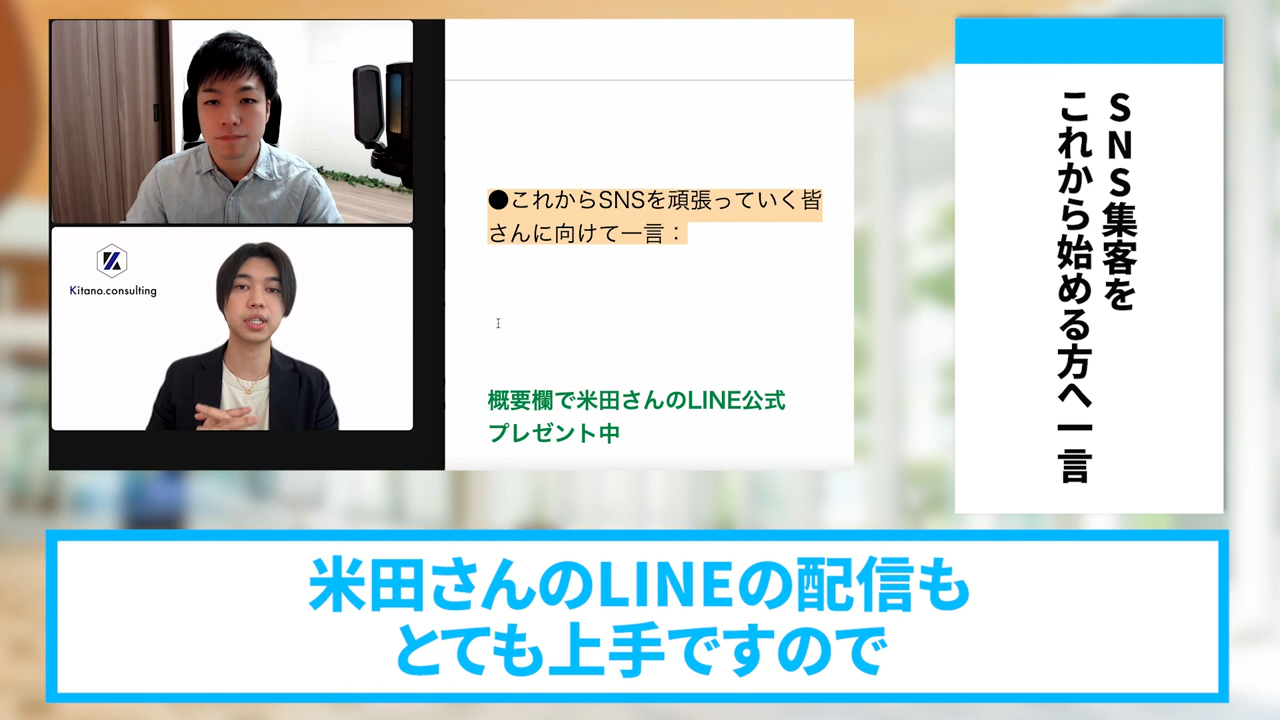 Kitano.consulting
●これからSNSを頑張っていく皆
さんに向けて一言：
概要欄で米田さんのLINE公式
プレゼント中
SNS集客を
これから始める方へ一言
米田さんのLINEの配信も
とても上手ですので